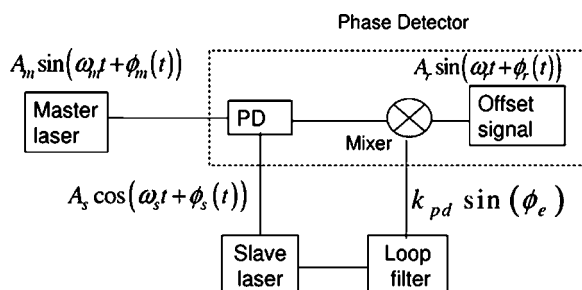 Phase Detector
A_m sin(ω_m t + ϕ_m(t))
A_r sin(ω_r t + ϕ_r(t))
Master
laser
PD
Mixer
Offset
signal
A_s cos(ω_s t + ϕ_s(t))
k_pd sin (ϕ_e)
Slave
laser
Loop
filter